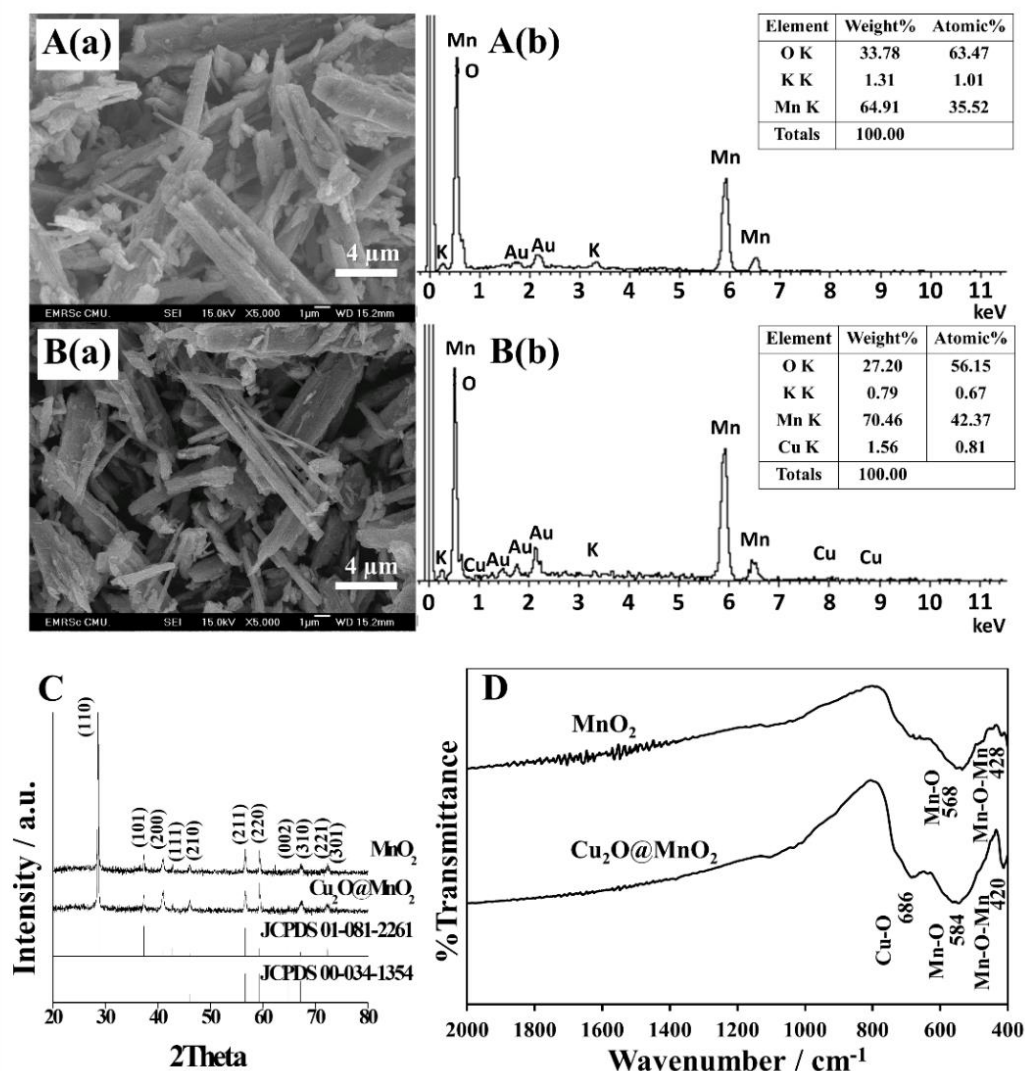 A(a)
4 µm
EMRSc CMU. SEI 15.0kV X5,000 1µm WD 15.2mm
A(b)
Mn
O
K
Au
Au
K
Mn
Mn
0 1 2 3 4 5 6 7 8 9 10 11
keV
Element Weight% Atomic%
O K 33.78 63.47
K K 1.31 1.01
Mn K 64.91 35.52
Totals 100.00
B(a)
4 µm
EMRSc CMU. SEI 15.0kV X5,000 1µm WD 15.2mm
B(b)
Mn
O
K
Cu
Au
Au
Au
K
Mn
Mn
Cu
Cu
0 1 2 3 4 5 6 7 8 9 10 11
keV
Element Weight% Atomic%
O K 27.20 56.15
K K 0.79 0.67
Mn K 70.46 42.37
Cu K 1.56 0.81
Totals 100.00
C
Intensity / a.u.
(110)
(101)
(200)
(111)
(210)
(211)
(220)
(002)
(310)
(221)
(301)
MnO₂
Cu₂O@MnO₂
JCPDS 01-081-2261
JCPDS 00-034-1354
20 30 40 50 60 70 80
2Theta
D
%Transmittance
MnO₂
Mn-O
568
Mn-O-Mn
428
Cu₂O@MnO₂
Cu-O
686
Mn-O
584
Mn-O-Mn
420
2000 1800 1600 1400 1200 1000 800 600 400
Wavenumber / cm⁻¹